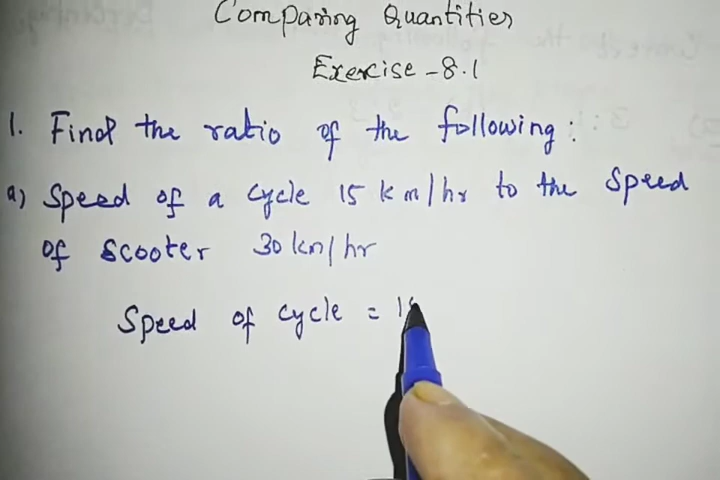 Comparing Quantities
Exercise - 8.1
1. Find the ratio of the following :
a) Speed of a cycle 15 km/hr to the speed
of scooter 30 km/hr
Speed of cycle = 15